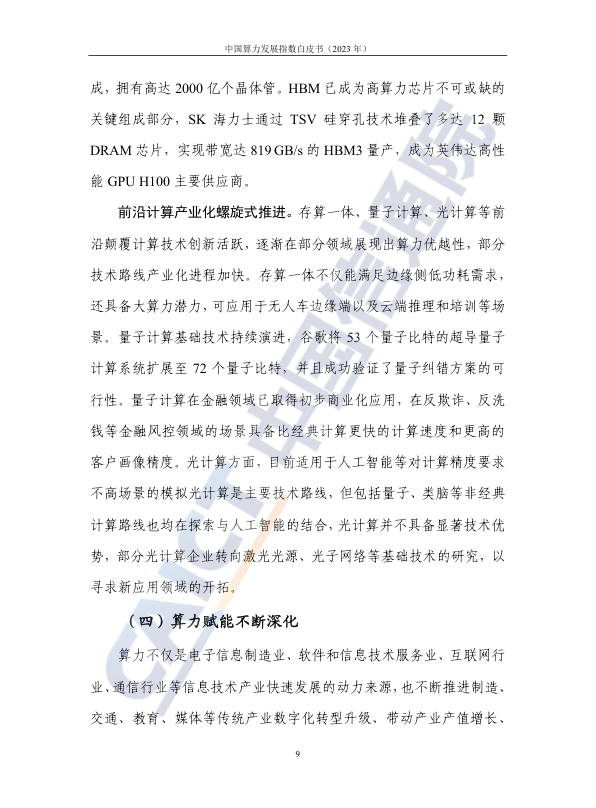 中国算力发展指数白皮书（2023 年）
成，拥有高达 2000 亿个晶体管。HBM 已成为高算力芯片不可或缺的
关键组成部分，SK 海力士通过 TSV 硅穿孔技术堆叠了多达 12 颗
DRAM 芯片，实现带宽达 819 GB/s 的 HBM3 量产，成为英伟达高性
能 GPU H100 主要供应商。
前沿计算产业化螺旋式推进。存算一体、量子计算、光计算等前
沿颠覆计算技术创新活跃，逐渐在部分领域展现出算力优越性，部分
技术路线产业化进程加快。存算一体不仅能满足边缘侧低功耗需求，
还具备大算力潜力，可应用于无人车边缘端以及云端推理和培训等场
景。量子计算基础技术持续演进，谷歌将 53 个量子比特的超导量子
计算系统扩展至 72 个量子比特，并且成功验证了量子纠错方案的可
行性。量子计算在金融领域已取得初步商业化应用，在反欺诈、反洗
钱等金融风控领域的场景具备比经典计算更快的计算速度和更高的
客户画像精度。光计算方面，目前适用于人工智能等对计算精度要求
不高场景的模拟光计算是主要技术路线，但包括量子、类脑等非经典
计算路线也均在探索与人工智能的结合，光计算并不具备显著技术优
势，部分光计算企业转向激光光源、光子网络等基础技术的研究，以
寻求新应用领域的开拓。
（四）算力赋能不断深化
算力不仅是电子信息制造业、软件和信息技术服务业、互联网行
业、通信行业等信息技术产业快速发展的动力来源，也不断推进制造、
交通、教育、媒体等传统产业数字化转型升级、带动产业产值增长、
9
CAICT 中国信通院